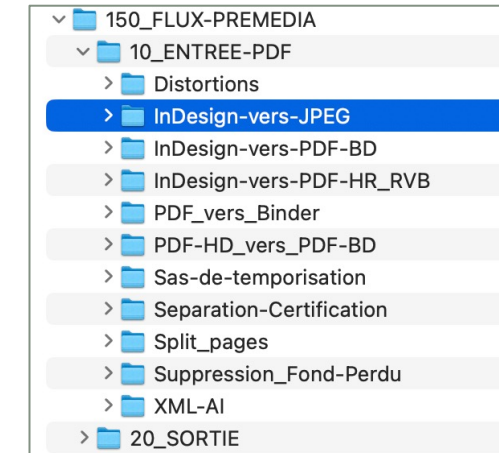 150_FLUX-PREMEDIA
10_ENTREE-PDF
Distortions
InDesign-vers-JPEG
InDesign-vers-PDF-BD
InDesign-vers-PDF-HR_RVB
PDF_vers_Binder
PDF-HD_vers_PDF-BD
Sas-de-temporisation
Separation-Certification
Split_pages
Suppression_Fond-Perdu
XML-AI
20_SORTIE